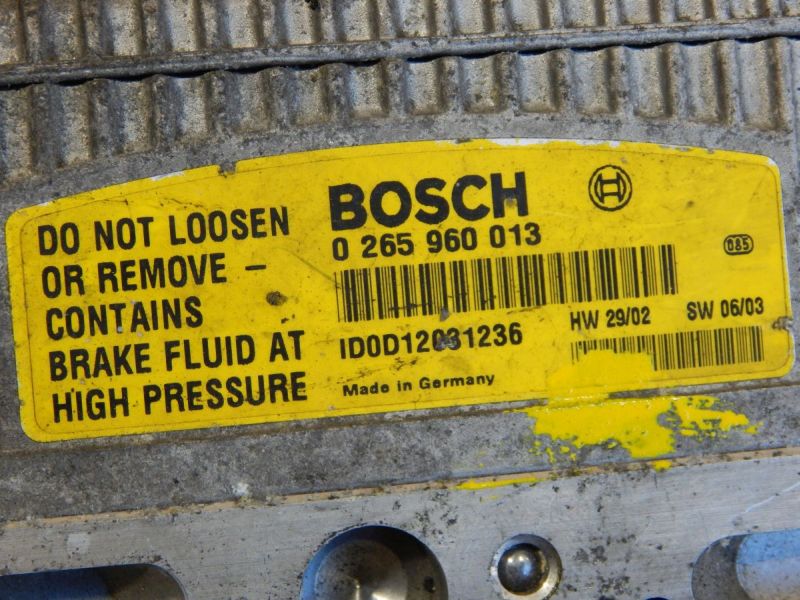 DO NOT LOOSEN
OR REMOVE –
CONTAINS
BRAKE FLUID AT
HIGH PRESSURE
BOSCH
0 265 960 013
085
ID0D12031236
HW 29/02 SW 06/03
Made in Germany